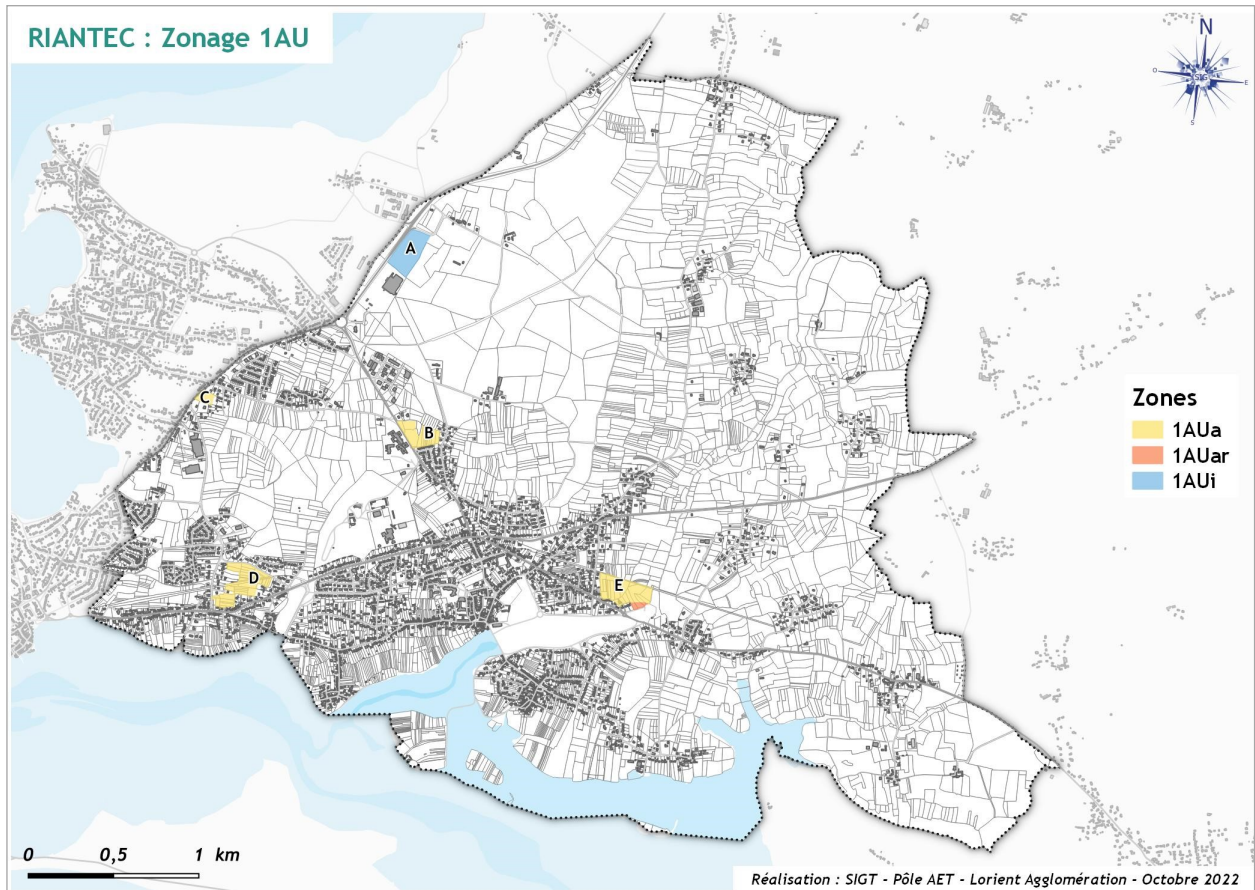 RIANTEC : Zonage 1AU
N
O
SIG
E
S
A
C
B
Zones
1AUa
1AUar
1AUi
D
E
0 0,5 1 km
Réalisation : SIGT - Pôle AET - Lorient Agglomération - Octobre 2022